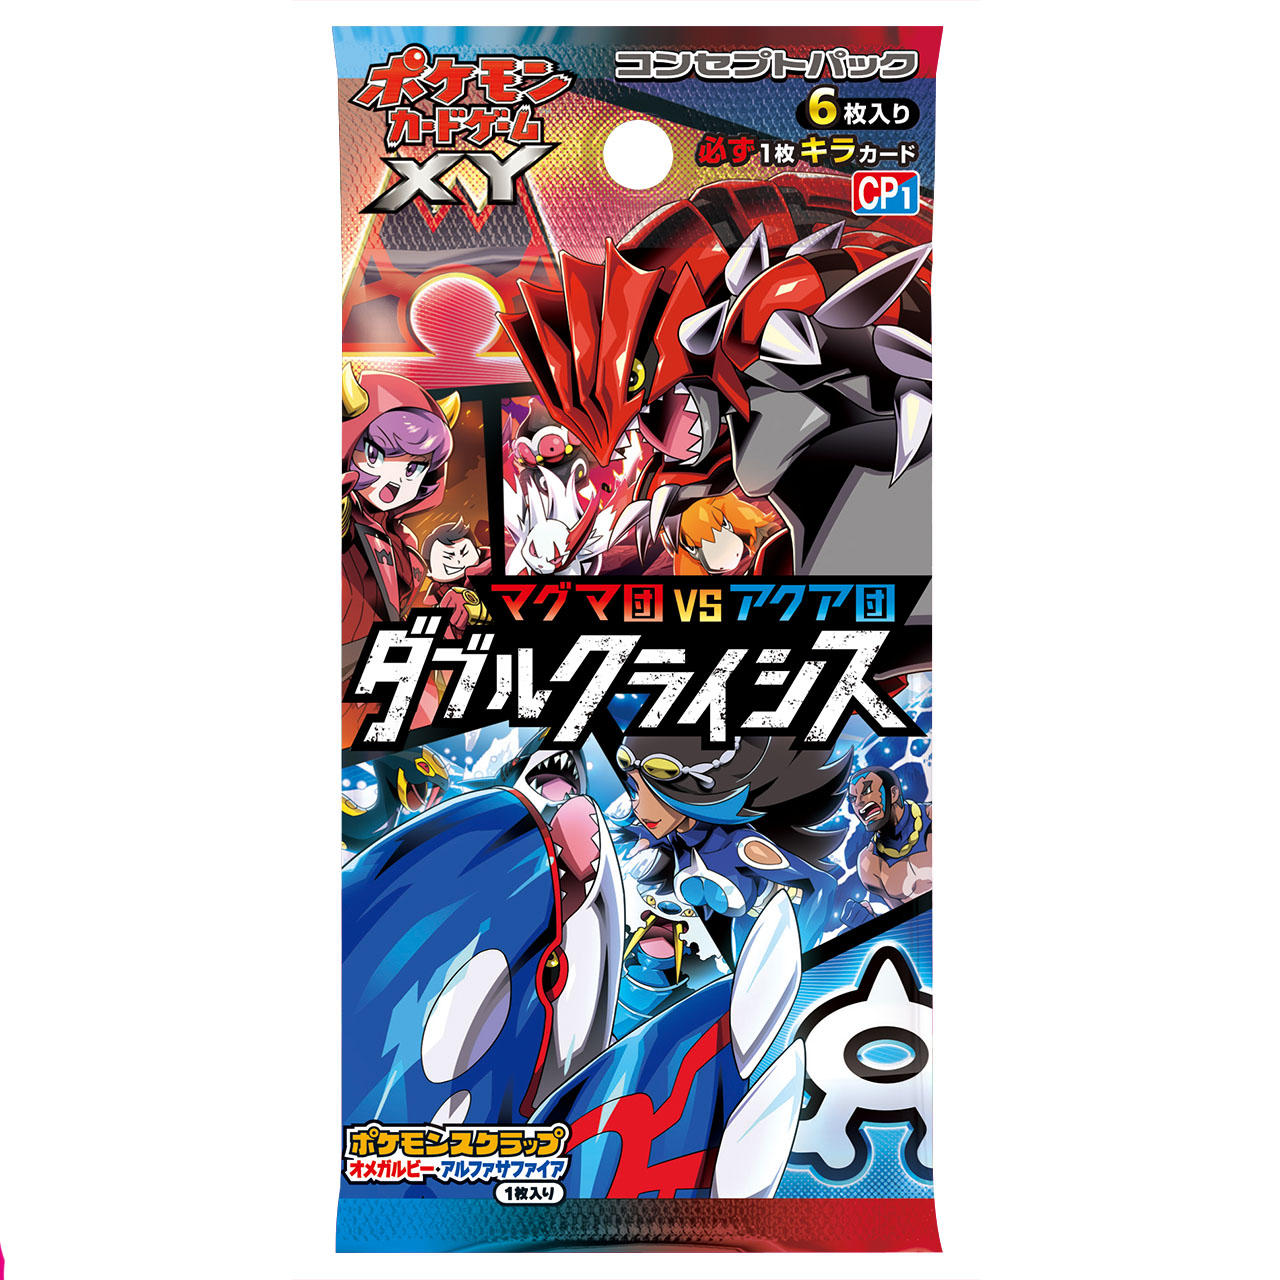 ポケモン
カードゲーム
XY
コンセプトパック
6枚入り
必ず1枚キラカード
CP1
マグマ団VSアクア団
ダブルクライシス
ポケモンスクラップ
オメガルビー・アルファサファイア
1枚入り